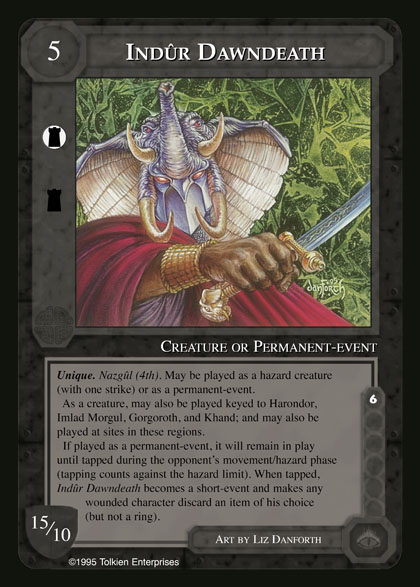 5
INDÛR DAWNDEATH
danforth
CREATURE OR PERMANENT-EVENT
Unique. Nazgûl (4th). May be played as a hazard creature
(with one strike) or as a permanent-event.
As a creature, may also be played keyed to Harondor,
Imlad Morgul, Gorgoroth, and Khand; and may also be
played at sites in these regions.
If played as a permanent-event, it will remain in play
until tapped during the opponent's movement/hazard phase
(tapping counts against the hazard limit). When tapped,
Indûr Dawndeath becomes a short-event and makes any
wounded character discard an item of his choice
(but not a ring).
6
15/10
ART BY LIZ DANFORTH
©1995 Tolkien Enterprises